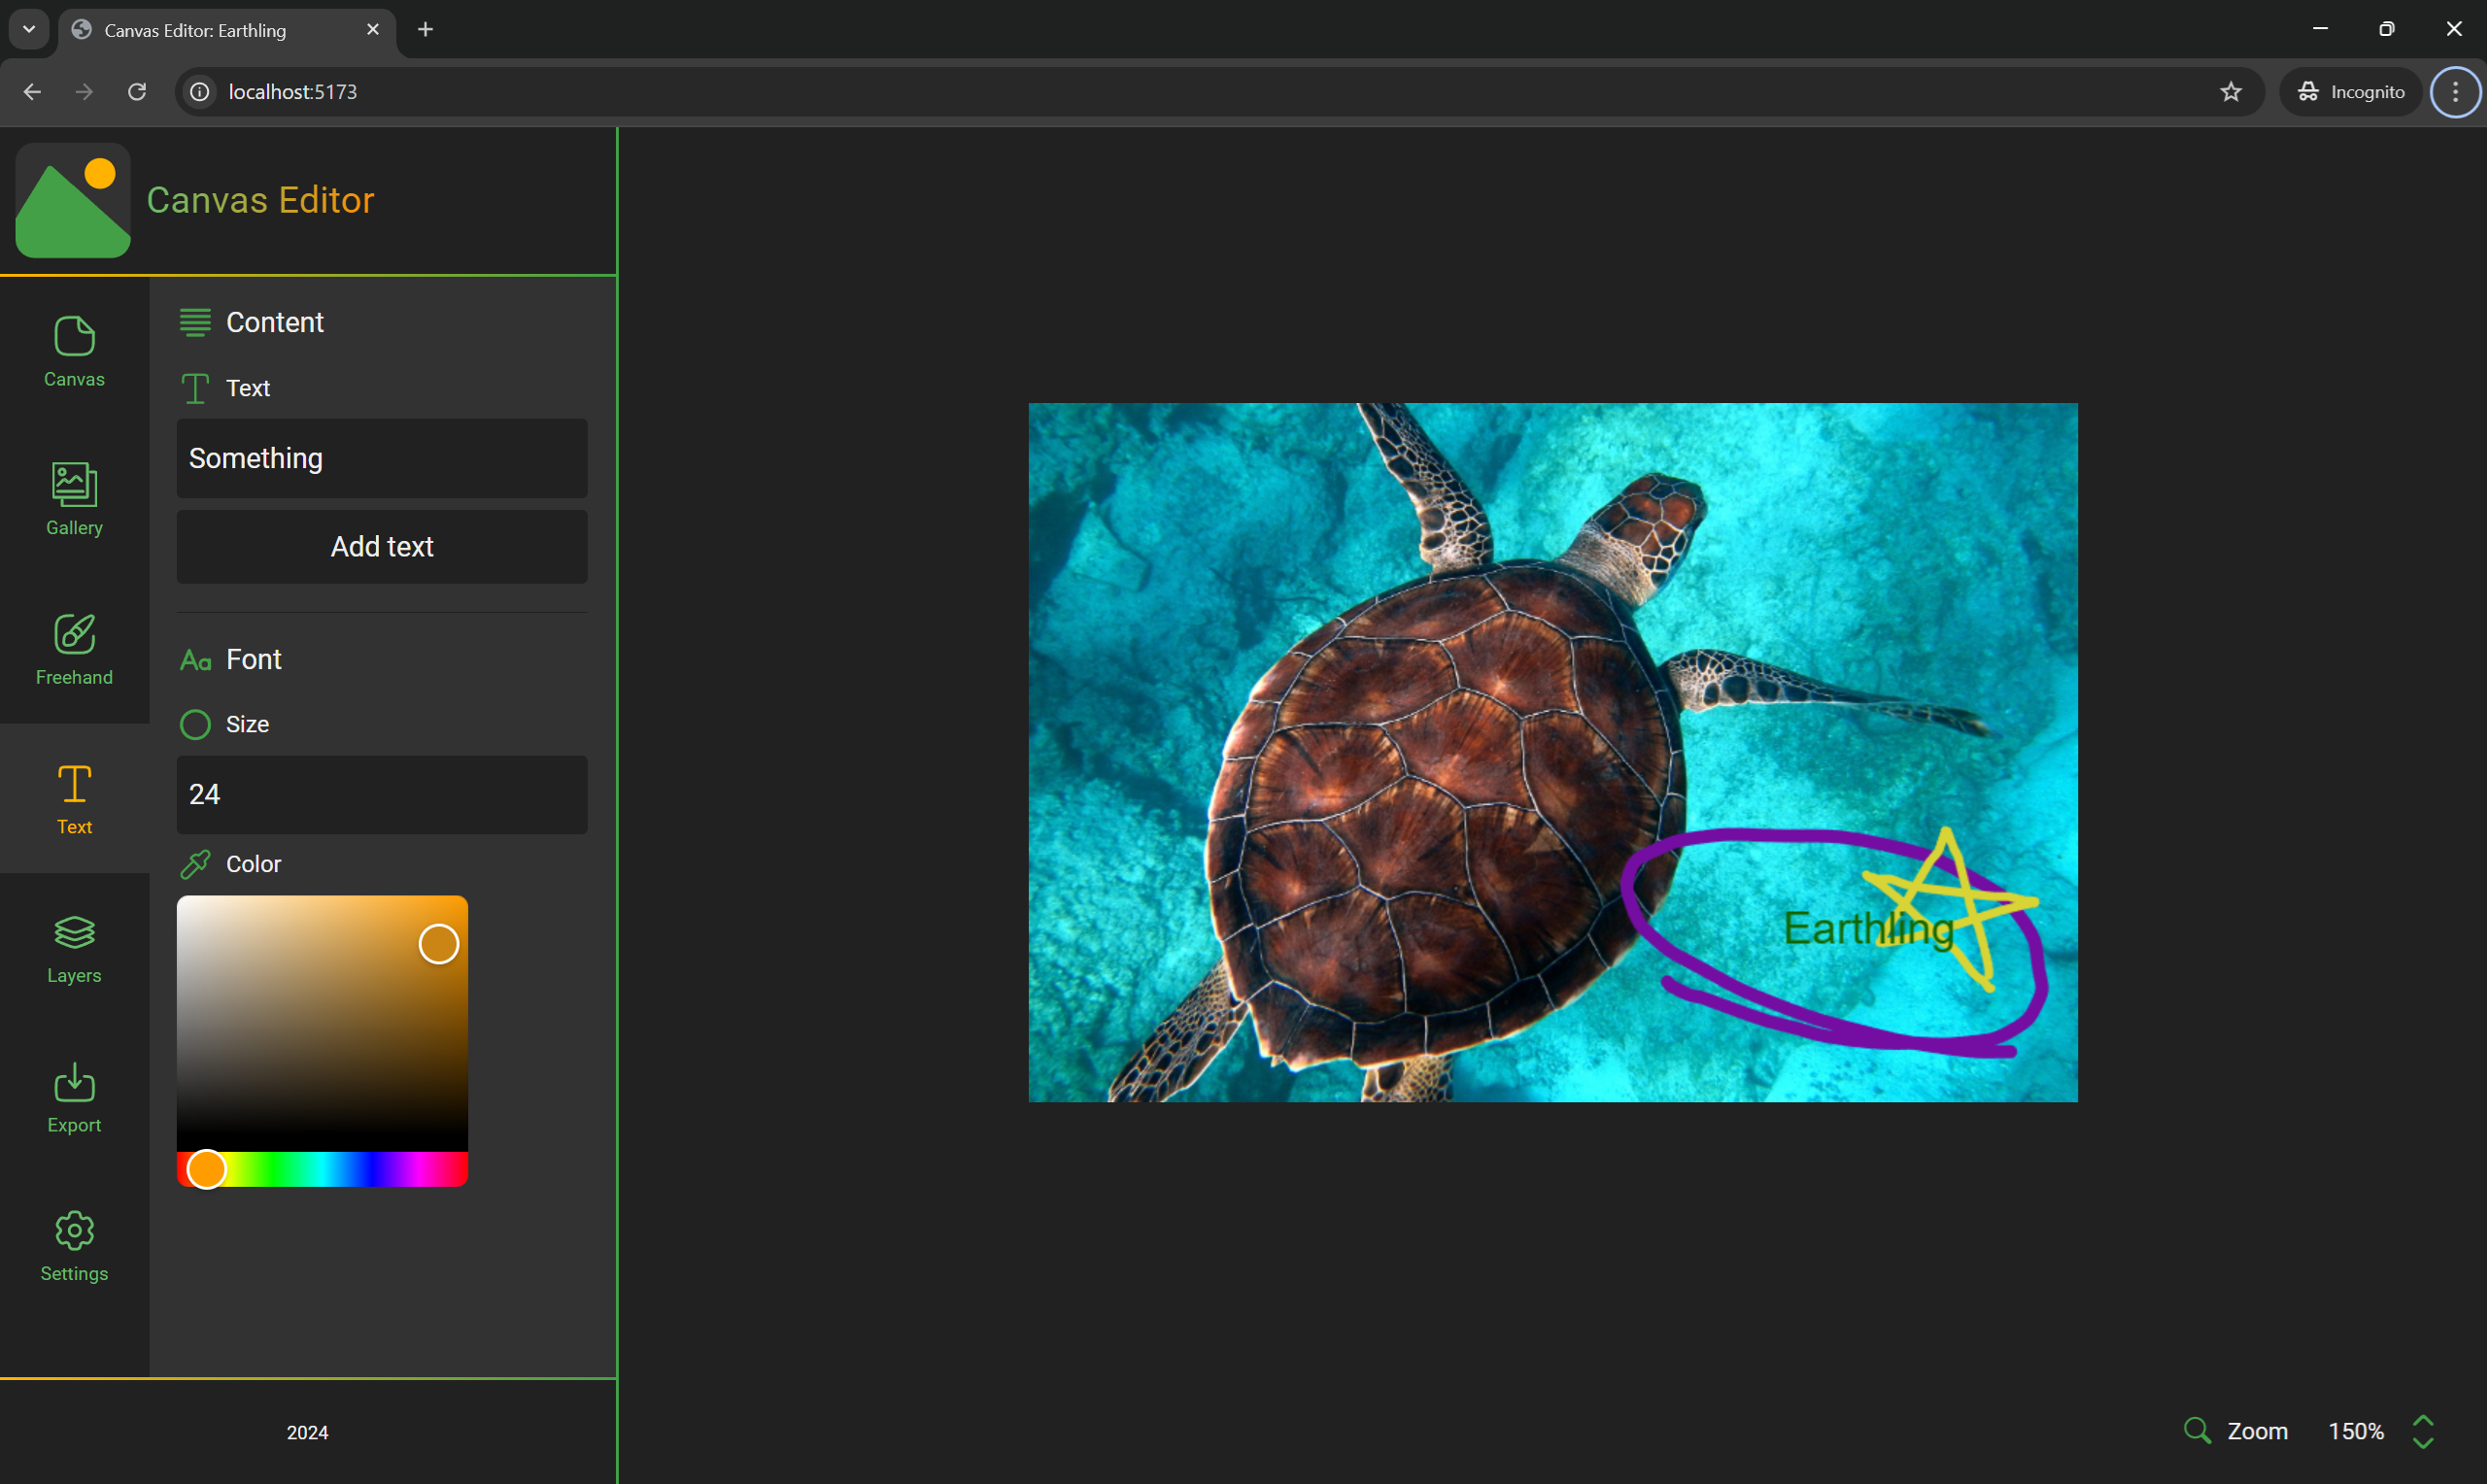 Canvas Editor: Earthling
localhost:5173
Incognito
Canvas Editor
Canvas
Gallery
Freehand
Text
Layers
Export
Settings
Content
Text
Something
Add text
Aa Font
Size
24
Color
Earthling
2024
Zoom 150%